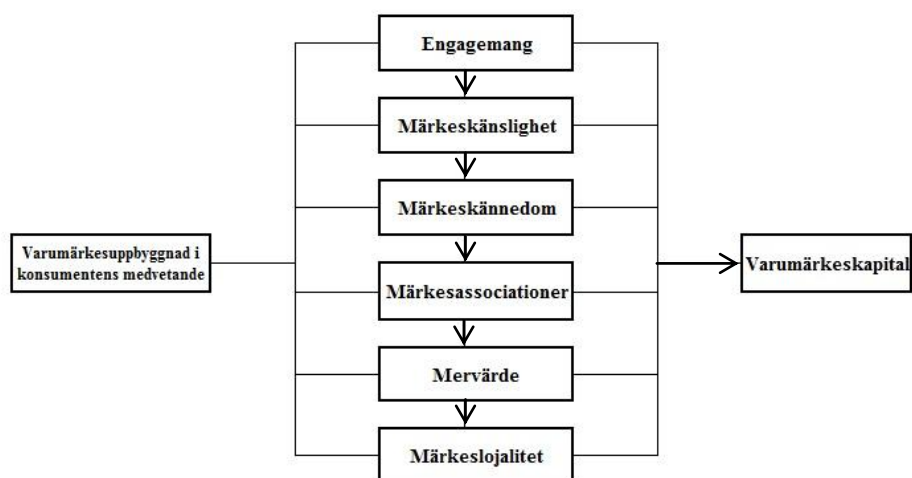 Engagemang
Märkeskänslighet
Märkeskännedom
Varumärkesuppbyggnad i
konsumentens medvetande
Varumärkeskapital
Märkesassociationer
Mervärde
Märkeslojalitet